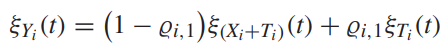 ξ_{Y_i}(t) = (1 − ϱ_{i,1})ξ_{(X_i+T_i)}(t) + ϱ_{i,1}ξ_{T_i}(t)